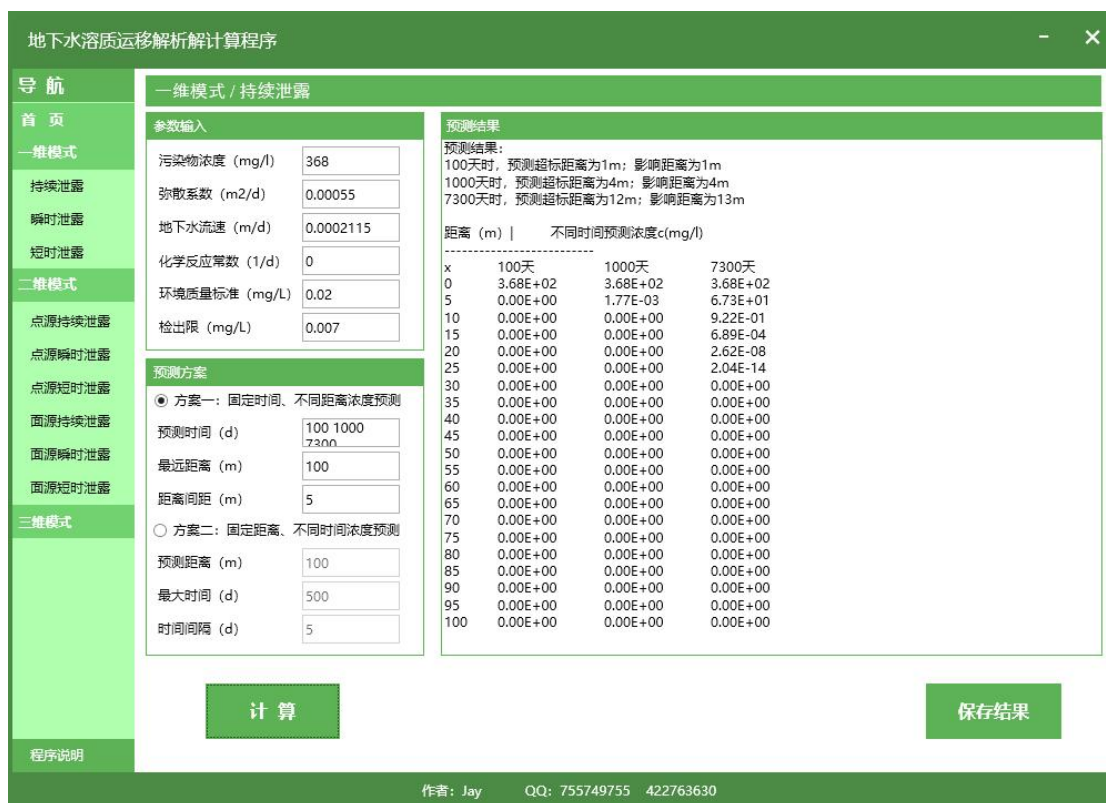 地下水溶质运移解析解计算程序
导 航
首 页
一维模式
持续泄露
瞬时泄露
短时泄露
二维模式
点源持续泄露
点源瞬时泄露
点源短时泄露
面源持续泄露
面源瞬时泄露
面源短时泄露
三维模式
程序说明
一维模式 / 持续泄露
参数输入
污染物浓度（mg/l） 368
弥散系数（m2/d） 0.00055
地下水流速（m/d） 0.0002115
化学反应常数（1/d） 0
环境质量标准（mg/L） 0.02
检出限（mg/L） 0.007
预测方案
方案一：固定时间、不同距离浓度预测
预测时间（d） 100 1000
7300
最远距离（m） 100
距离间距（m） 5
方案二：固定距离、不同时间浓度预测
预测距离（m） 100
最大时间（d） 500
时间间隔（d） 5
预测结果
预测结果：
100天时，预测超标距离为1m；影响距离为1m
1000天时，预测超标距离为4m；影响距离为4m
7300天时，预测超标距离为12m；影响距离为13m
距离（m）| 不同时间预测浓度c(mg/l)
--------------------------
x 100天 1000天 7300天
0 3.68E+02 3.68E+02 3.68E+02
5 0.00E+00 1.77E-03 6.73E+01
10 0.00E+00 0.00E+00 9.22E-01
15 0.00E+00 0.00E+00 6.89E-04
20 0.00E+00 0.00E+00 2.62E-08
25 0.00E+00 0.00E+00 2.04E-14
30 0.00E+00 0.00E+00 0.00E+00
35 0.00E+00 0.00E+00 0.00E+00
40 0.00E+00 0.00E+00 0.00E+00
45 0.00E+00 0.00E+00 0.00E+00
50 0.00E+00 0.00E+00 0.00E+00
55 0.00E+00 0.00E+00 0.00E+00
60 0.00E+00 0.00E+00 0.00E+00
65 0.00E+00 0.00E+00 0.00E+00
70 0.00E+00 0.00E+00 0.00E+00
75 0.00E+00 0.00E+00 0.00E+00
80 0.00E+00 0.00E+00 0.00E+00
85 0.00E+00 0.00E+00 0.00E+00
90 0.00E+00 0.00E+00 0.00E+00
95 0.00E+00 0.00E+00 0.00E+00
100 0.00E+00 0.00E+00 0.00E+00
计 算
保存结果
作者：Jay QQ：755749755 422763630